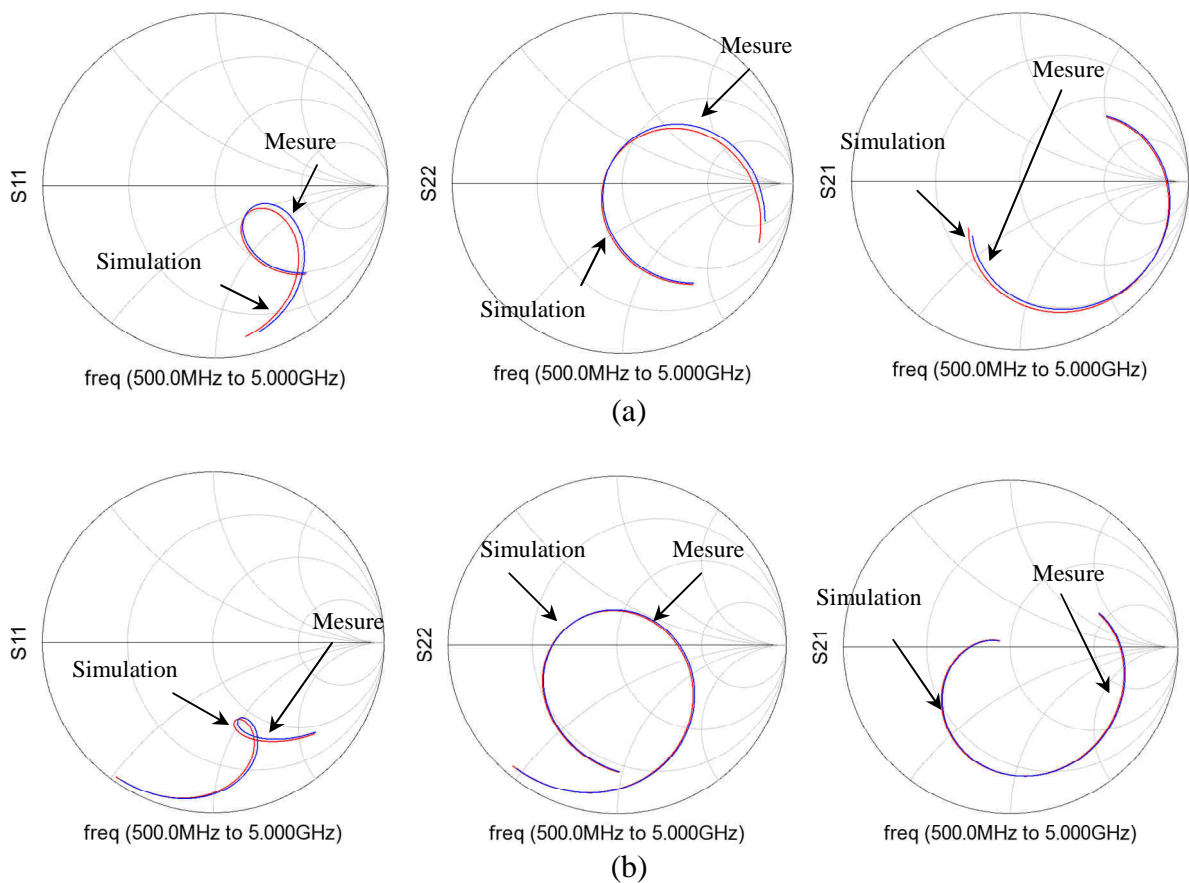 Mesure
Simulation
S11
freq (500.0MHz to 5.000GHz)
Mesure
Simulation
S22
freq (500.0MHz to 5.000GHz)
Mesure
Simulation
S21
freq (500.0MHz to 5.000GHz)
(a)
Mesure
Simulation
S11
freq (500.0MHz to 5.000GHz)
Simulation
Mesure
S22
freq (500.0MHz to 5.000GHz)
Mesure
Simulation
S21
freq (500.0MHz to 5.000GHz)
(b)